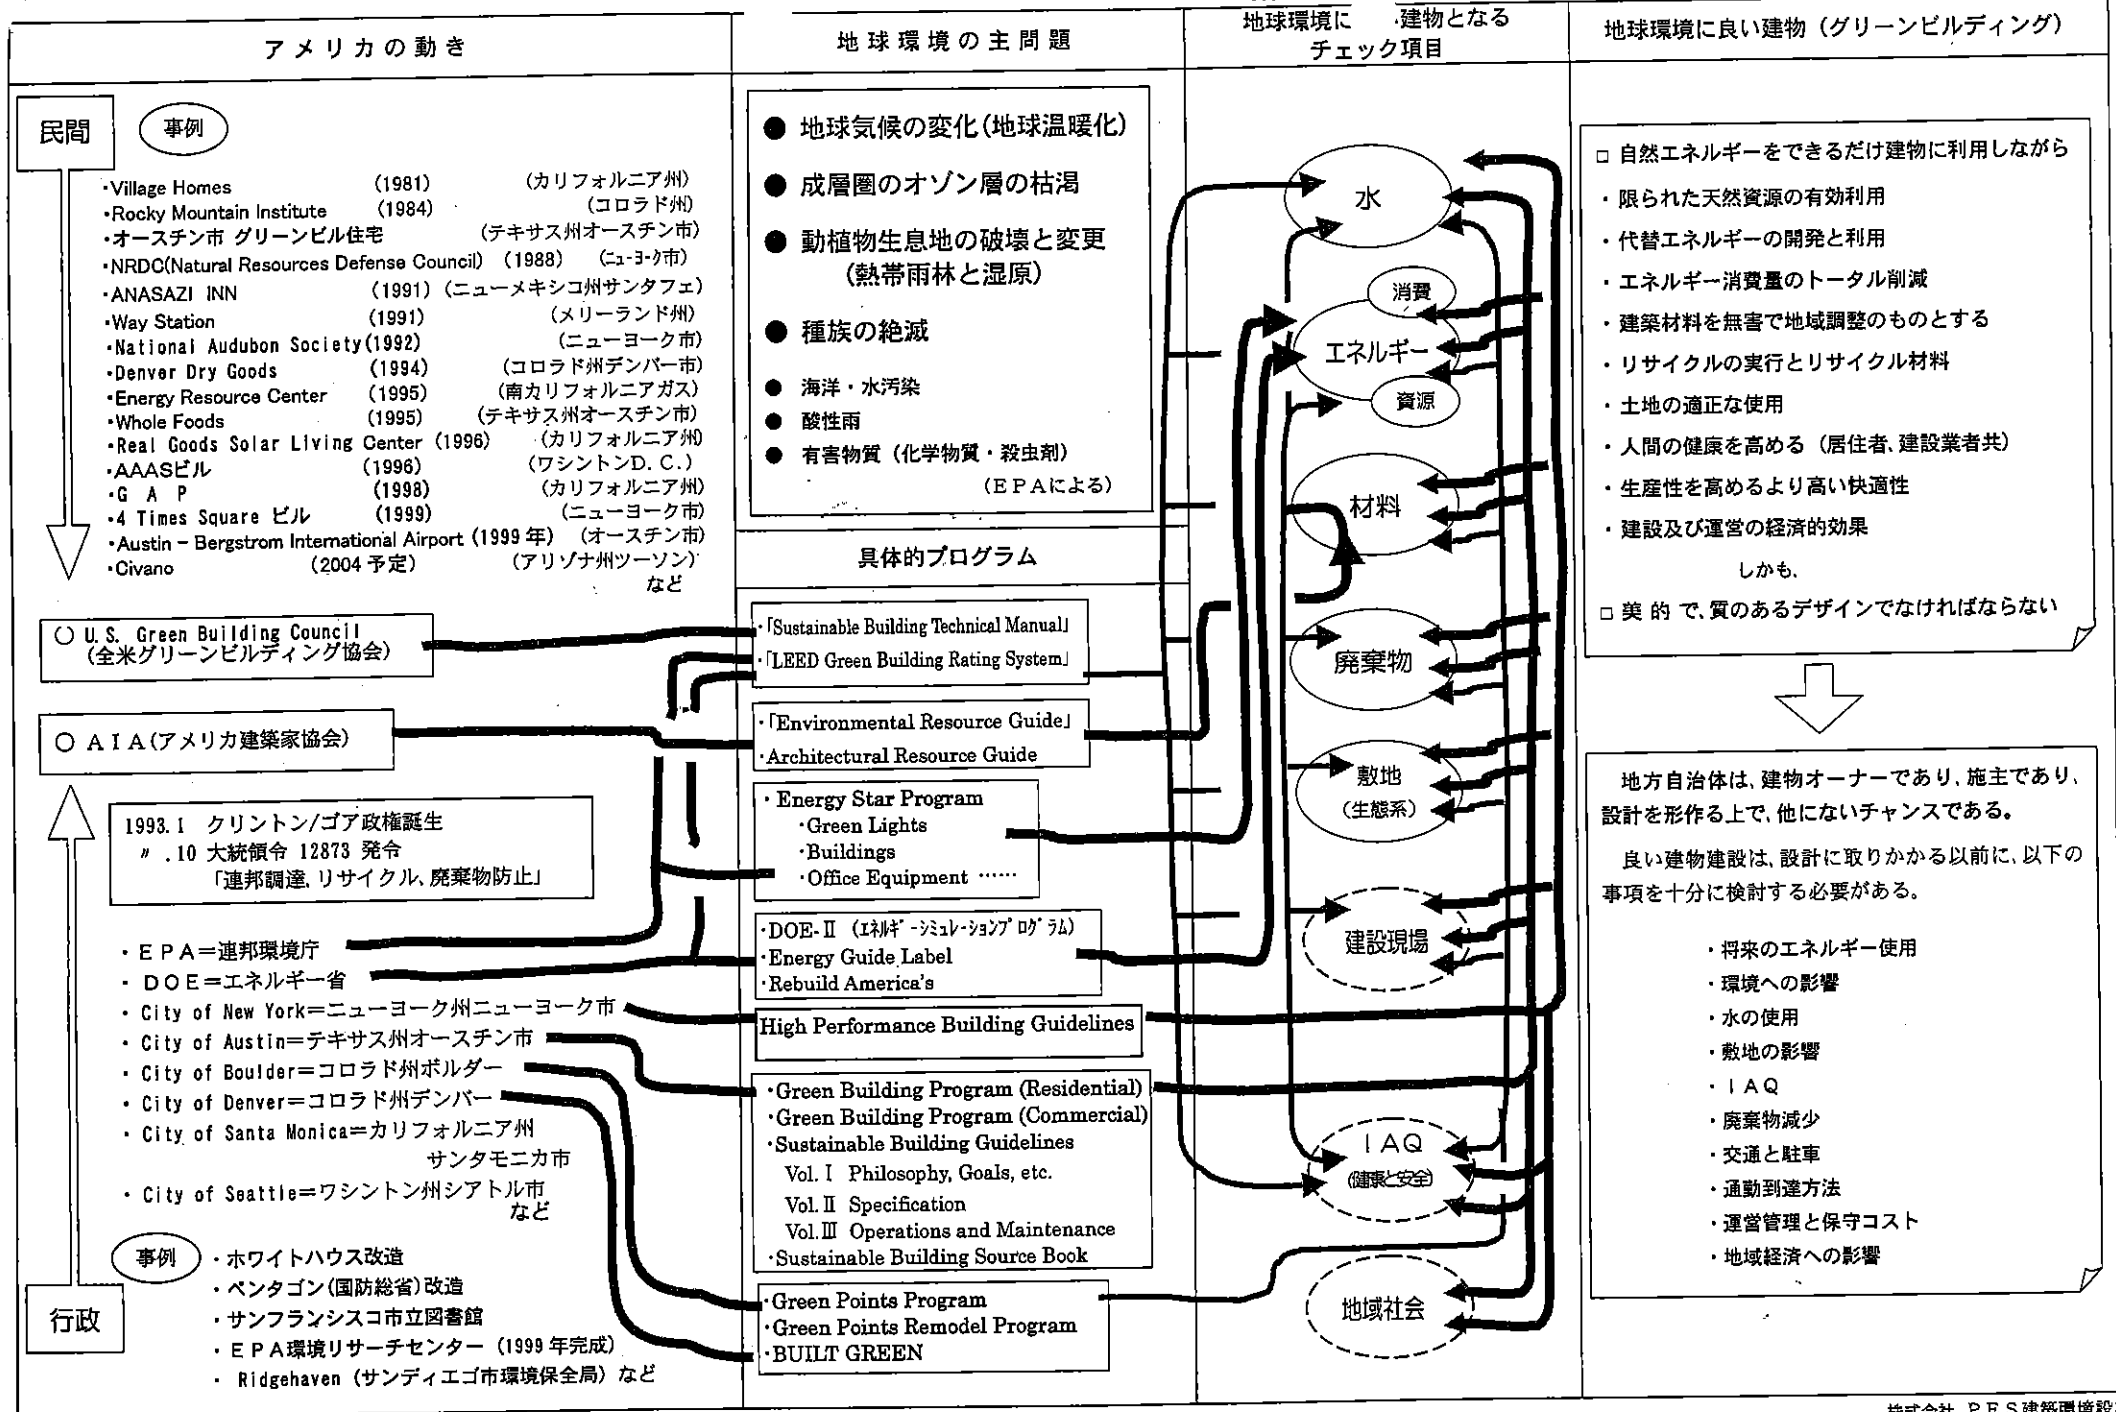 アメリカの動き
民間
事例
・Village Homes (1981) (カリフォルニア州)
・Rocky Mountain Institute (1984) (コロラド州)
・オースチン市 グリーンビル住宅 (テキサス州オースチン市)
・NRDC(Natural Resources Defense Council) (1988) (ニューヨーク市)
・ANASAZI INN (1991) (ニューメキシコ州サンタフェ)
・Way Station (1991) (メリーランド州)
・National Audubon Society(1992) (ニューヨーク市)
・Denver Dry Goods (1994) (コロラド州デンバー市)
・Energy Resource Center (1995) (南カリフォルニアガス)
・Whole Foods (1995) (テキサス州オースチン市)
・Real Goods Solar Living Center (1996) (カリフォルニア州)
・AAASビル (1996) (ワシントンD.C.)
・G A P (1998) (カリフォルニア州)
・4 Times Square ビル (1999) (ニューヨーク市)
・Austin－Bergstrom International Airport (1999年) (オースチン市)
・Civano (2004予定) (アリゾナ州ツーソン)
など
○ U.S. Green Building Council
(全米グリーンビルディング協会)
○ AIA(アメリカ建築家協会)
1993.1 クリントン/ゴア政権誕生
〃 .10 大統領令 12873 発令
「連邦調達、リサイクル、廃棄物防止」
・EPA＝連邦環境庁
・DOE＝エネルギー省
・City of New York＝ニューヨーク州ニューヨーク市
・City of Austin＝テキサス州オースチン市
・City of Boulder＝コロラド州ボルダー
・City of Denver＝コロラド州デンバー
・City of Santa Monica＝カリフォルニア州
サンタモニカ市
・City of Seattle＝ワシントン州シアトル市
など
事例
・ホワイトハウス改造
・ペンタゴン(国防総省)改造
・サンフランシスコ市立図書館
・EPA環境リサーチセンター (1999年完成)
・Ridgehaven (サンディエゴ市環境保全局) など
行政
地球環境の主問題
● 地球気候の変化(地球温暖化)
● 成層圏のオゾン層の枯渇
● 動植物生息地の破壊と変更
(熱帯雨林と湿原)
● 種族の絶滅
● 海洋・水汚染
● 酸性雨
● 有害物質 (化学物質・殺虫剤)
(EPAによる)
具体的プログラム
・「Sustainable Building Technical Manual」
・「LEED Green Building Rating System」
・「Environmental Resource Guide」
・Architectural Resource Guide
・Energy Star Program
・Green Lights
・Buildings
・Office Equipment ……
・DOE-Ⅱ (エネルギーシミュレーションプログラム)
・Energy Guide Label
・Rebuild America's
High Performance Building Guidelines
・Green Building Program (Residential)
・Green Building Program (Commercial)
・Sustainable Building Guidelines
Vol.Ⅰ Philosophy, Goals, etc.
Vol.Ⅱ Specification
Vol.Ⅲ Operations and Maintenance
・Sustainable Building Source Book
・Green Points Program
・Green Points Remodel Program
・BUILT GREEN
地球環境に 建物となる
チェック項目
水
消費
エネルギー
資源
材料
廃棄物
敷地
(生態系)
建設現場
IAQ
(健康と安全)
地域社会
地球環境に良い建物 (グリーンビルディング)
□ 自然エネルギーをできるだけ建物に利用しながら
・限られた天然資源の有効利用
・代替エネルギーの開発と利用
・エネルギー消費量のトータル削減
・建築材料を無害で地域調整のものとする
・リサイクルの実行とリサイクル材料
・土地の適正な使用
・人間の健康を高める (居住者、建設業者共)
・生産性を高めるより高い快適性
・建設及び運営の経済的効果
しかも、
□ 美的で、質のあるデザインでなければならない
地方自治体は、建物オーナーであり、施主であり、
設計を形作る上で、他にないチャンスである。
良い建物建設は、設計に取りかかる以前に、以下の
事項を十分に検討する必要がある。
・将来のエネルギー使用
・環境への影響
・水の使用
・敷地の影響
・IAQ
・廃棄物減少
・交通と駐車
・通勤到達方法
・運営管理と保守コスト
・地域経済への影響
株式会社 PES建築環境設